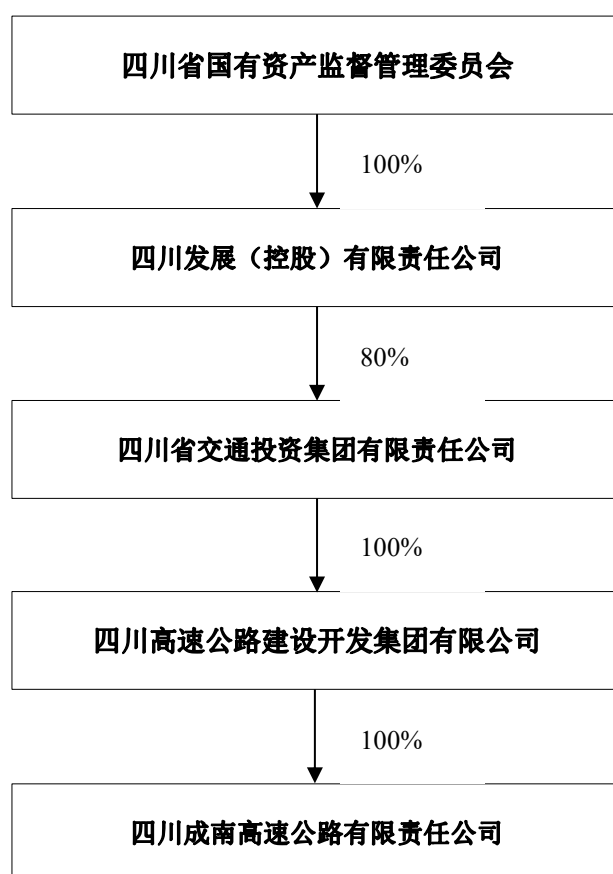 四川省国有资产监督管理委员会
100%
四川发展（控股）有限责任公司
80%
四川省交通投资集团有限责任公司
100%
四川高速公路建设开发集团有限公司
100%
四川成南高速公路有限责任公司